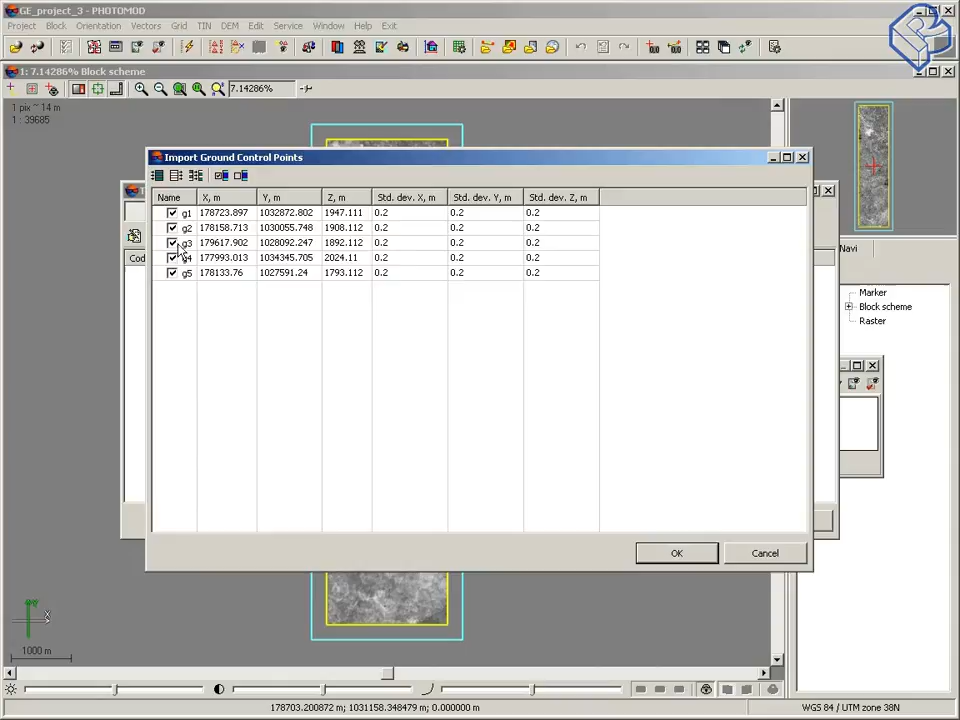 GE_project_3 - PHOTOMOD
Project Block Orientation Vectors Grid TIN DEM Edit Service Window Help Exit
1: 7.14286% Block scheme
7.14286%
1 pix ~ 14 m
1 : 39685
Import Ground Control Points
Name X, m Y, m Z, m Std. dev. X, m Std. dev. Y, m Std. dev. Z, m
g1 178723.897 1032872.802 1947.111 0.2 0.2 0.2
g2 178158.713 1030055.748 1908.112 0.2 0.2 0.2
g3 179617.902 1028092.247 1892.112 0.2 0.2 0.2
g4 177993.013 1034345.705 2024.11 0.2 0.2 0.2
g5 178133.76 1027591.24 1793.112 0.2 0.2 0.2
Navi
Marker
Block scheme
Raster
OK Cancel
X
1000 m
178703.200872 m; 1031158.348479 m; 0.000000 m
WGS 84 / UTM zone 38N